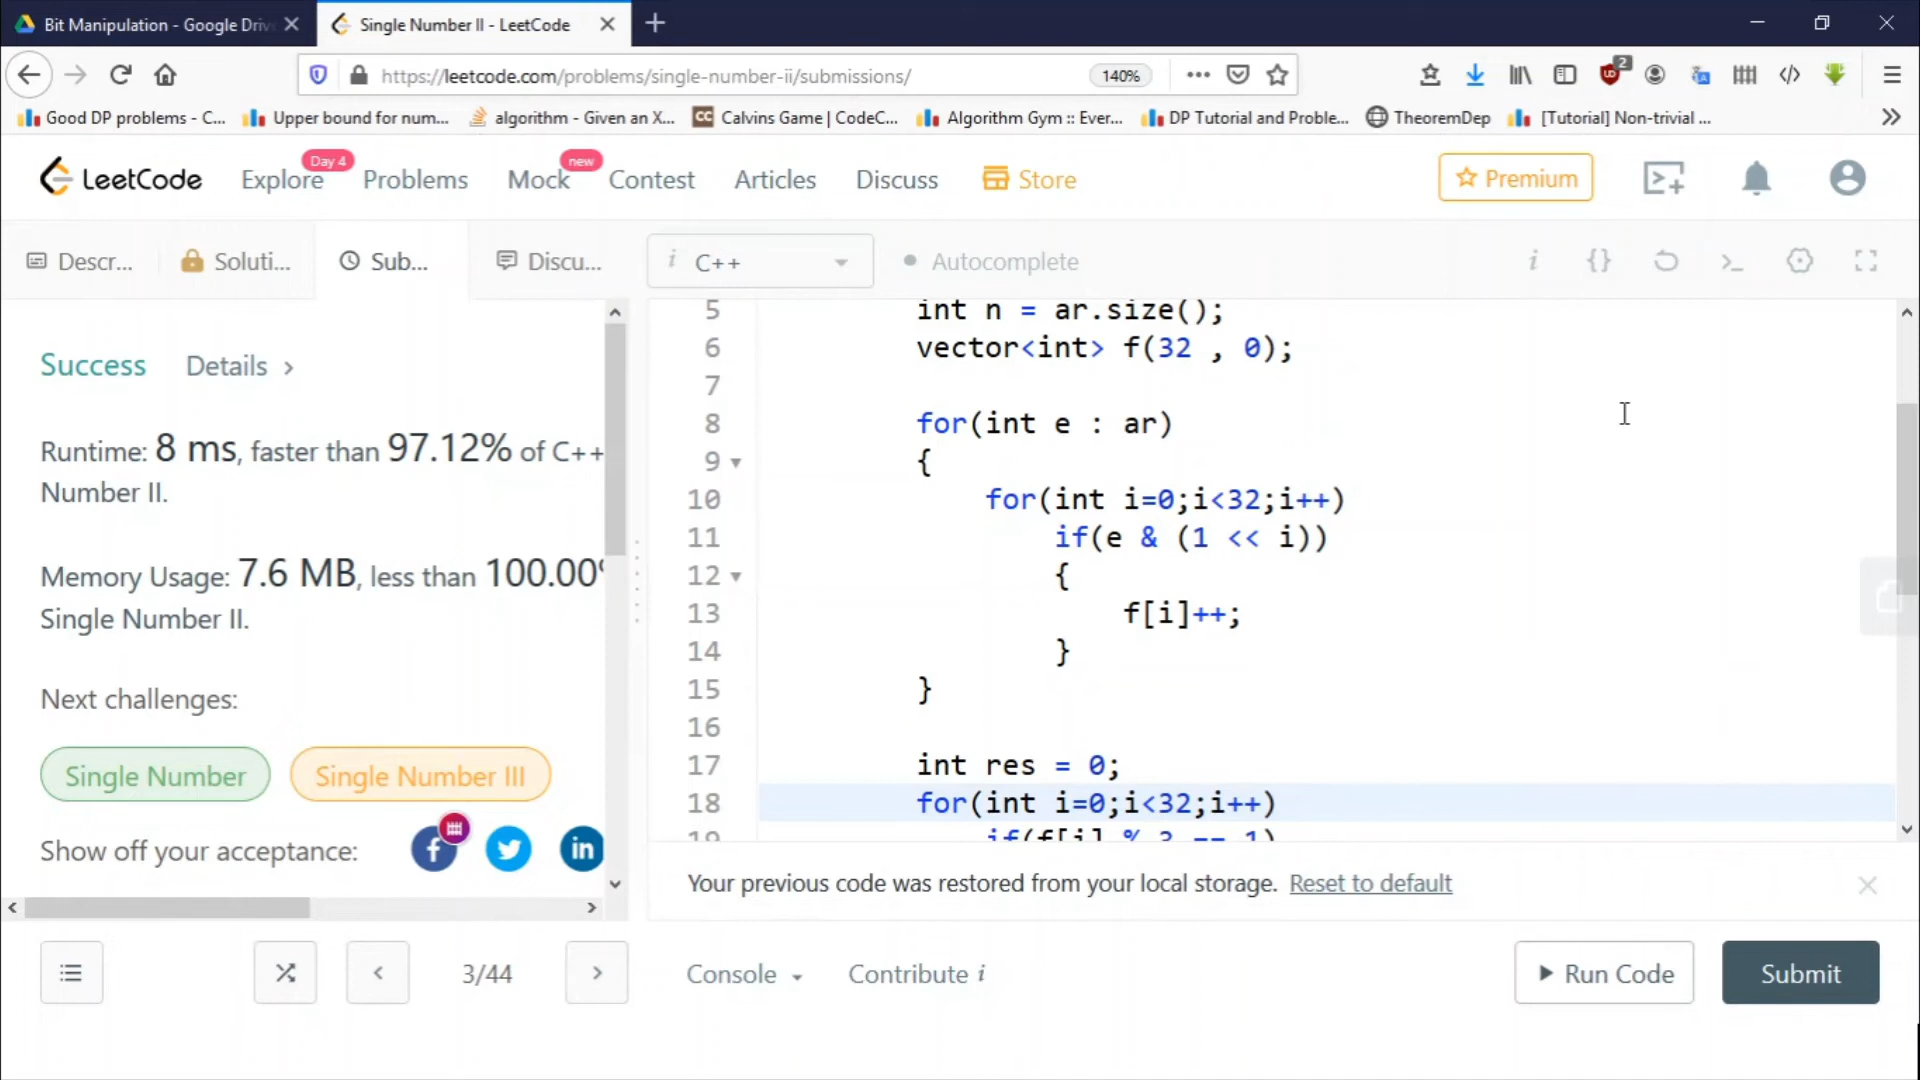 Bit Manipulation - Google Driv
Single Number II - LeetCode
https://leetcode.com/problems/single-number-ii/submissions/
140%
2
Good DP problems - C...
Upper bound for num...
algorithm - Given an X...
CC Calvins Game | CodeC...
Algorithm Gym :: Ever...
DP Tutorial and Proble...
TheoremDep
[Tutorial] Non-trivial ...
LeetCode
Explore
Day 4
Problems
Mock
new
Contest
Articles
Discuss
Store
Premium
Descr...
Soluti...
Sub...
Discu...
i C++
Autocomplete
Success
Details >
Runtime: 8 ms, faster than 97.12% of C++
Number II.
Memory Usage: 7.6 MB, less than 100.00%
Single Number II.
Next challenges:
Single Number
Single Number III
Show off your acceptance:
5 int n = ar.size();
6 vector<int> f(32 , 0);
7
8 for(int e : ar)
9 {
10 for(int i=0;i<32;i++)
11 if(e & (1 << i))
12 {
13 f[i]++;
14 }
15 }
16
17 int res = 0;
18 for(int i=0;i<32;i++)
19 if(f[i] % 3 == 1)
Your previous code was restored from your local storage. Reset to default
3/44
Console
Contribute i
Run Code
Submit